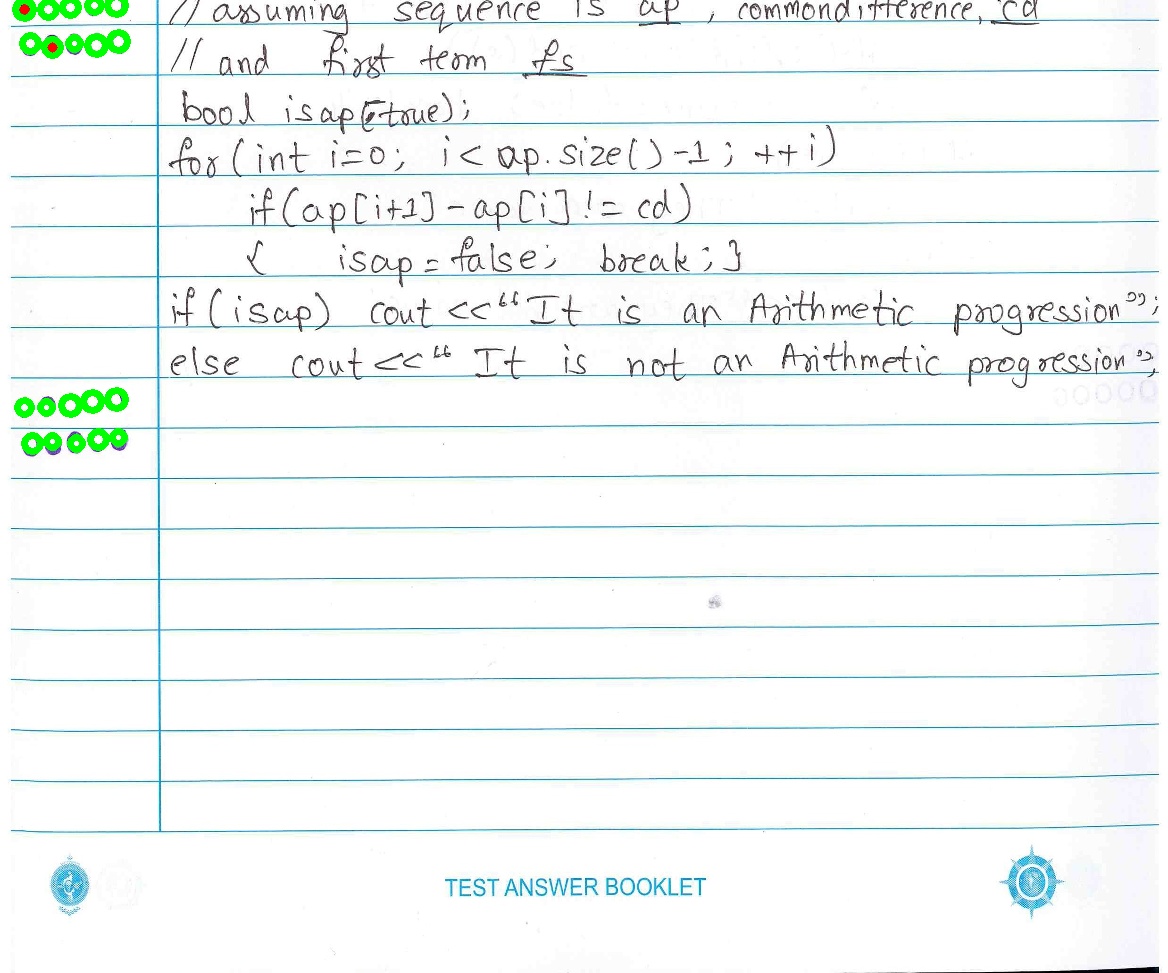 // assuming sequence is ap, commondifference, cd
// and first term fs
bool isap(true);
for(int i=0; i< ap.size()-1; ++i)
if(ap[i+1]-ap[i]!= cd)
{ isap=false; break;}
if(isap) cout <<“It is an Arithmetic progression”;
else cout<<“It is not an Arithmetic progression”;
TEST ANSWER BOOKLET